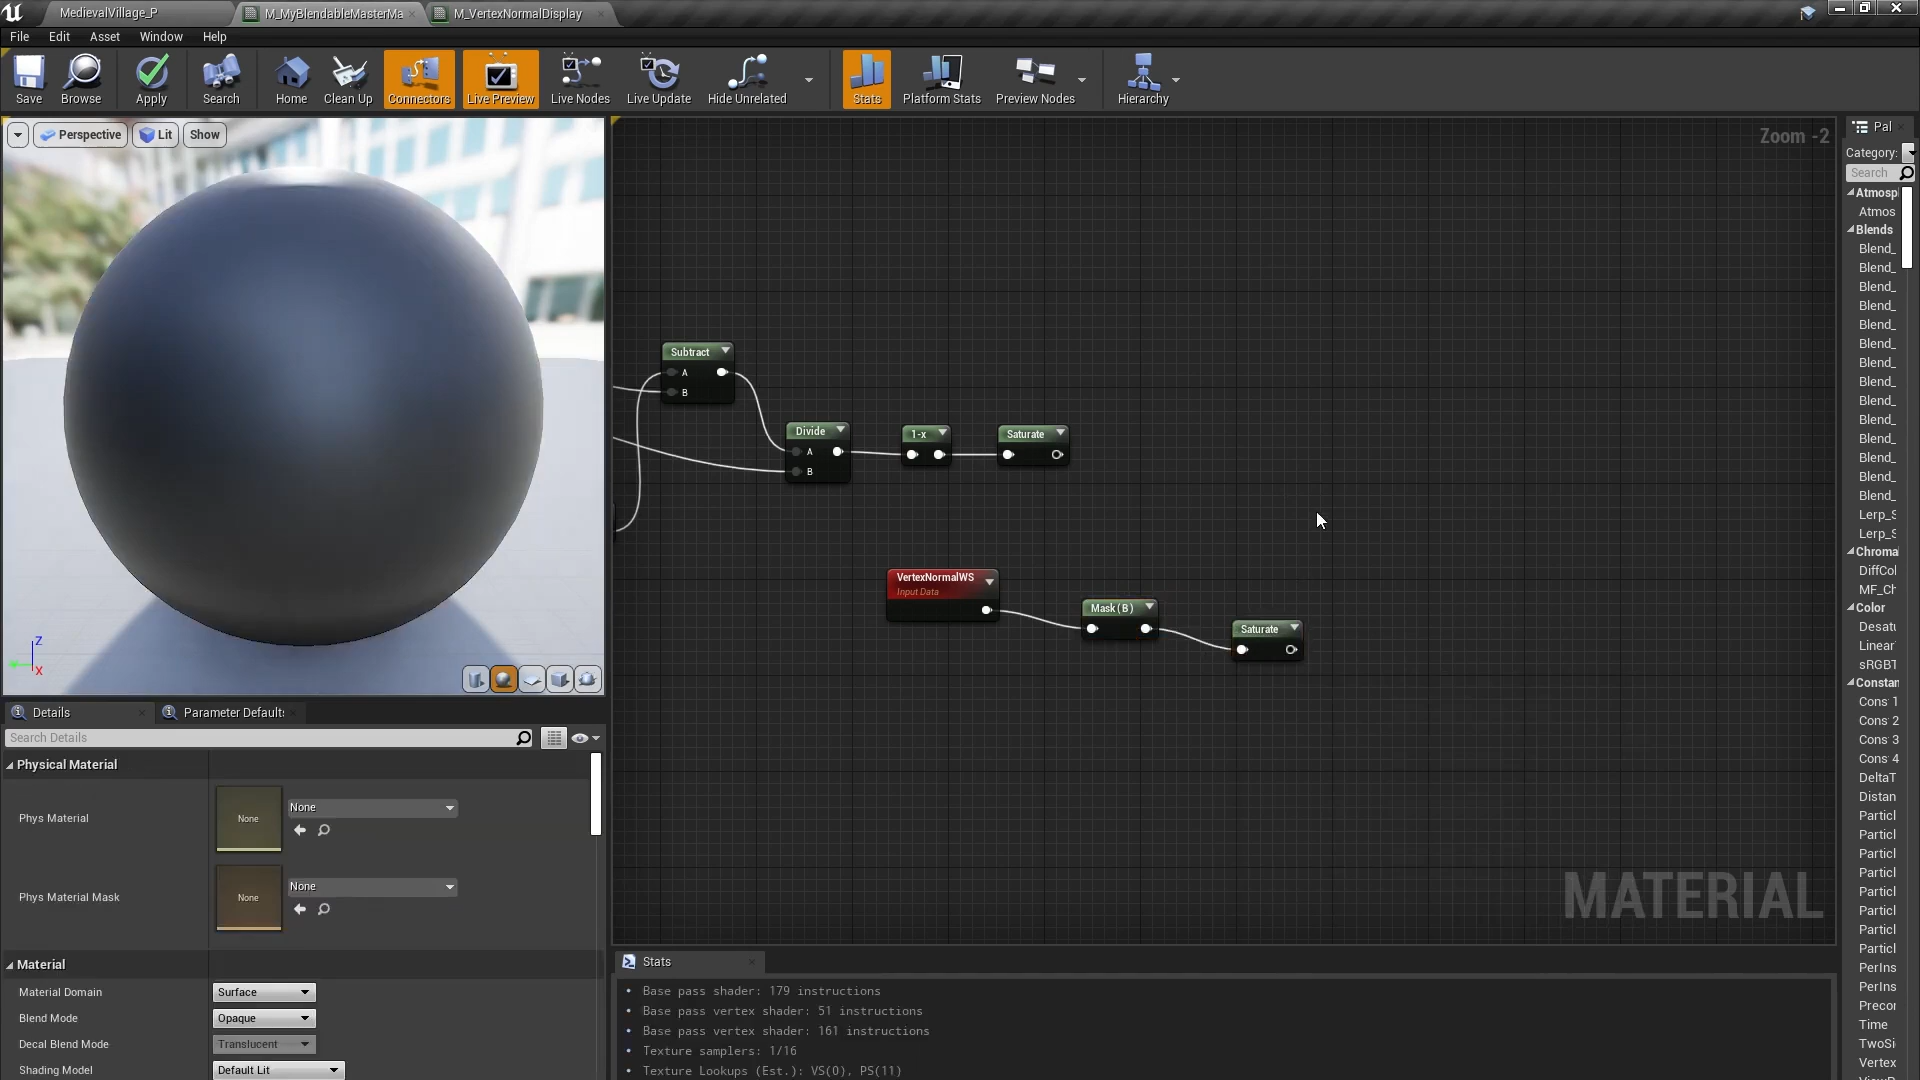 MedievalVillage_P
M_MyBlendableMasterMa
M_VertexNormalDisplay
File Edit Asset Window Help
Save Browse Apply Search Home Clean Up Connectors Live Preview Live Nodes Live Update Hide Unrelated Stats Platform Stats Preview Nodes Hierarchy
Perspective Lit Show
Zoom -2
Pal
Category:
Search
Atmosp
Atmos
Blends
Blend_
Blend_
Blend_
Blend_
Blend_
Blend_
Blend_
Blend_
Blend_
Blend_
Blend_
Blend_
Blend_
Blend_
Lerp_S
Lerp_S
Chroma
DiffCol
MF_Ch
Color
Desatu
Linear
sRGBT
Constan
Cons 1
Cons 2
Cons 3
Cons 4
DeltaT
Distan
Particl
Particl
Particl
Particl
Particl
Particl
Particl
Particl
PerIns
PerIns
Precor
Time
TwoSi
Vertex
Subtract
A
B
Divide
A
B
1-x
Saturate
VertexNormalWS
Input Data
Mask ( B )
Saturate
MATERIAL
Z
X
Details
Parameter Default
Search Details
Physical Material
Phys Material
None
None
Phys Material Mask
None
None
Material
Material Domain Surface
Blend Mode Opaque
Decal Blend Mode Translucent
Shading Model Default Lit
Stats
• Base pass shader: 179 instructions
• Base pass vertex shader: 51 instructions
• Base pass vertex shader: 161 instructions
• Texture samplers: 1/16
• Texture Lookups (Est.): VS(0), PS(11)